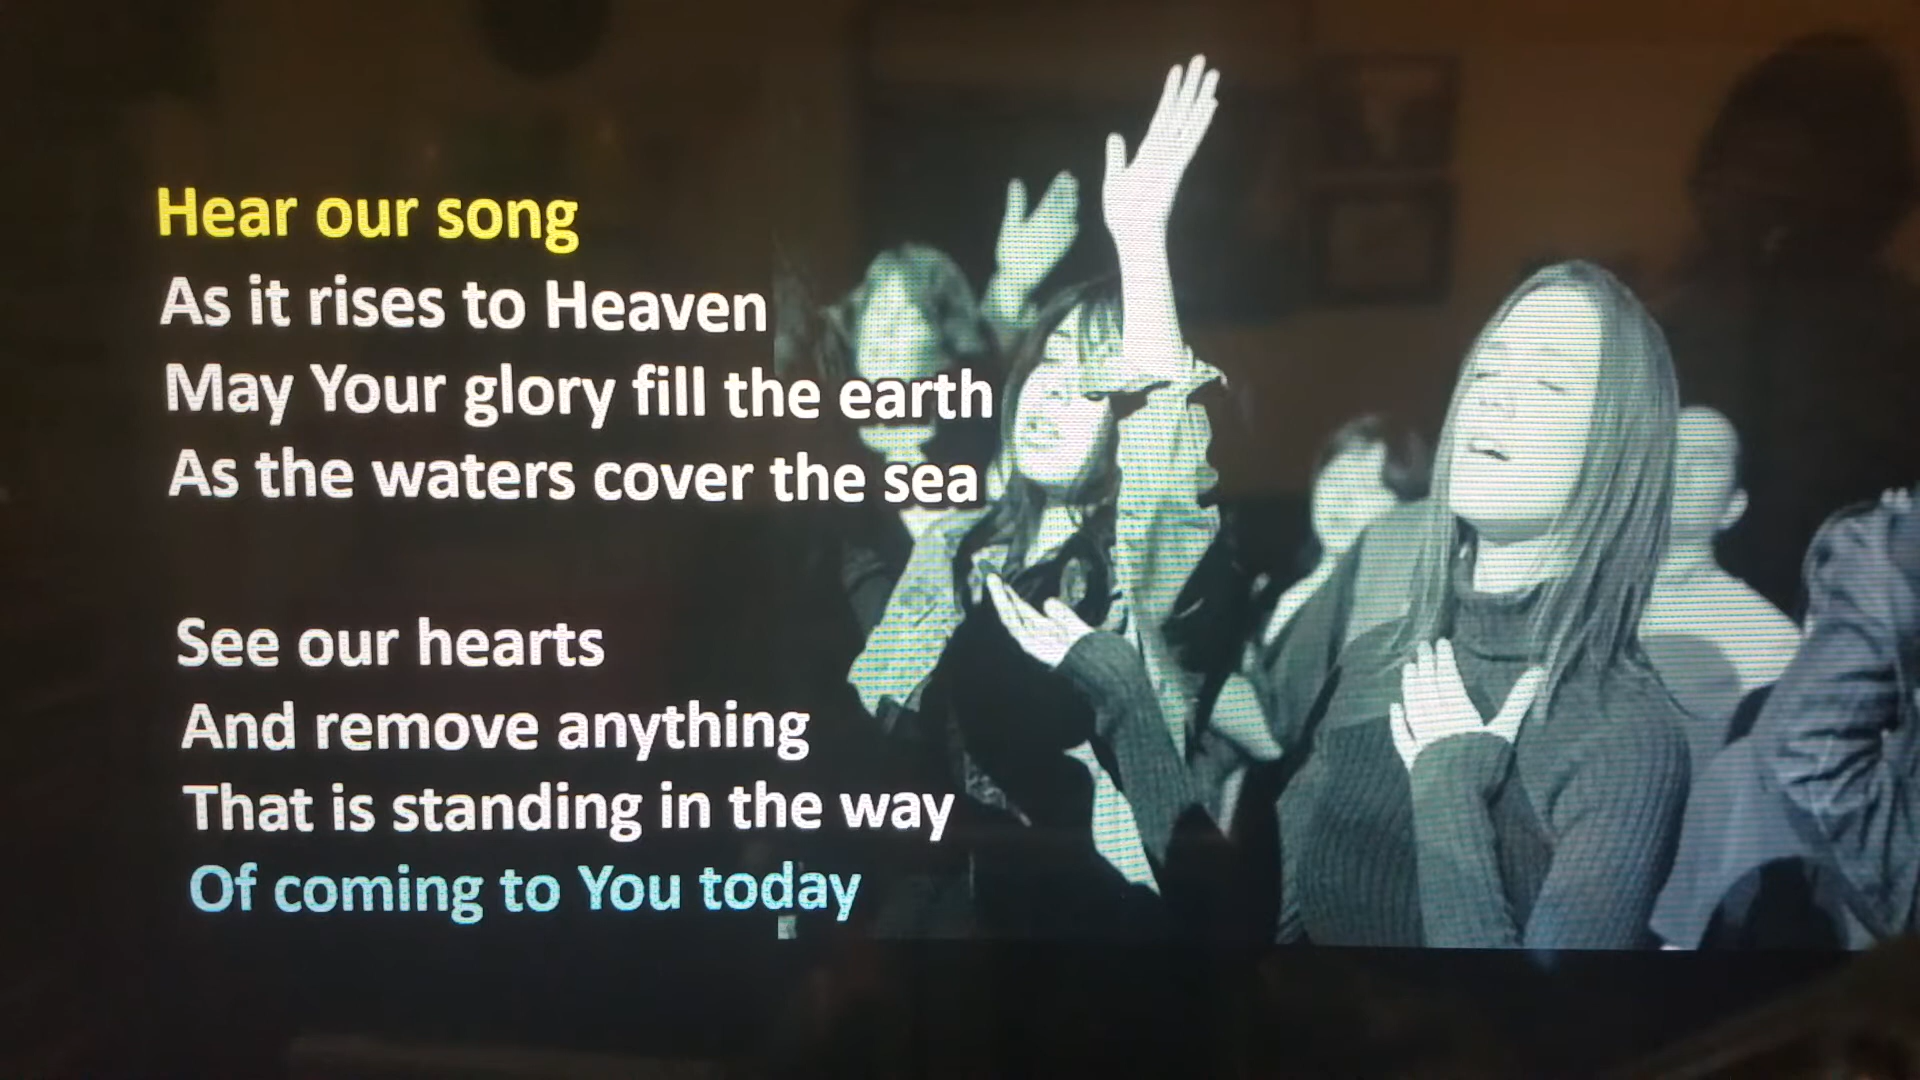 Hear our song
As it rises to Heaven
May Your glory fill the earth
As the waters cover the sea
See our hearts
And remove anything
That is standing in the way
Of coming to You today